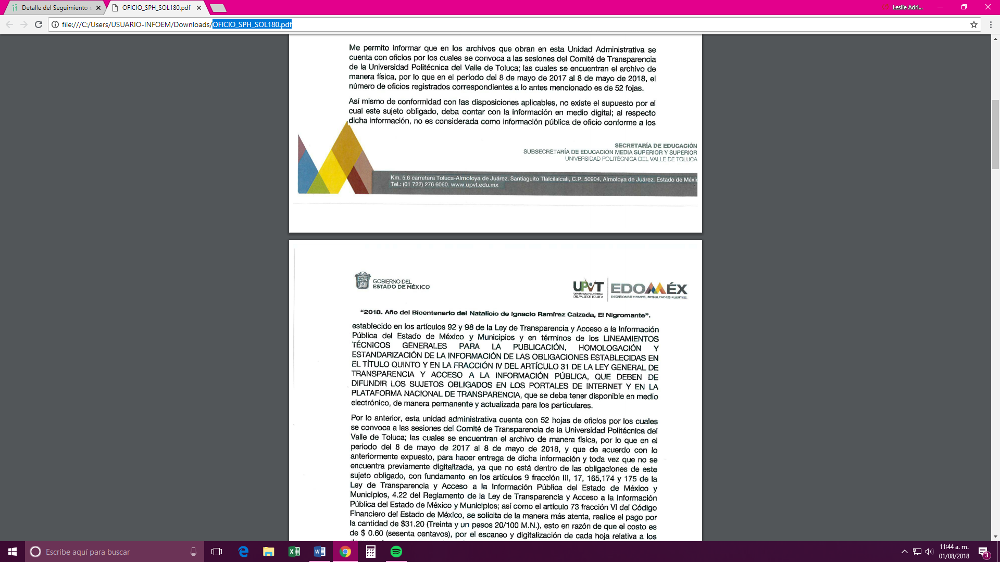 Detalle del Seguimiento
OFICIO_SPH_SOL180.pdf
Leslie Adri...
file:///C:/Users/USUARIO-INFOEM/Downloads/OFICIO_SPH_SOL180.pdf
Me permito informar que en los archivos que obran en esta Unidad Administrativa se
cuenta con oficios por los cuales se convoca a las sesiones del Comité de Transparencia
de la Universidad Politécnica del Valle de Toluca; las cuales se encuentran el archivo de
manera física, por lo que en el periodo del 8 de mayo de 2017 al 8 de mayo de 2018, el
número de oficios registrados correspondientes a lo antes mencionado es de 52 fojas.
Así mismo de conformidad con las disposiciones aplicables, no existe el supuesto por el
cual este sujeto obligado, deba contar con la información en medio digital; al respecto
dicha información, no es considerada como información pública de oficio conforme a los
SECRETARÍA DE EDUCACIÓN
SUBSECRETARÍA DE EDUCACIÓN MEDIA SUPERIOR Y SUPERIOR
UNIVERSIDAD POLITÉCNICA DEL VALLE DE TOLUCA
Km. 5.6 carretera Toluca-Almoloya de Juárez, Santiaguito Tlalcilalcali, C.P. 50904, Almoloya de Juárez, Estado de Méxic
Tel.: (01 722) 276 6060. www.upvt.edu.mx
GOBIERNO DEL
ESTADO DE MÉXICO
UPVT
UNIVERSIDAD POLITÉCNICA
DEL VALLE DE TOLUCA
EDOMÉX
DECISIONES FIRMES, RESULTADOS FUERTES.
“2018. Año del Bicentenario del Natalicio de Ignacio Ramírez Calzada, El Nigromante”.
establecido en los artículos 92 y 98 de la Ley de Transparencia y Acceso a la Información
Pública del Estado de México y Municipios y en términos de los LINEAMIENTOS
TÉCNICOS GENERALES PARA LA PUBLICACIÓN, HOMOLOGACIÓN Y
ESTANDARIZACIÓN DE LA INFORMACIÓN DE LAS OBLIGACIONES ESTABLECIDAS EN
EL TÍTULO QUINTO Y EN LA FRACCIÓN IV DEL ARTÍCULO 31 DE LA LEY GENERAL DE
TRANSPARENCIA Y ACCESO A LA INFORMACIÓN PÚBLICA, QUE DEBEN DE
DIFUNDIR LOS SUJETOS OBLIGADOS EN LOS PORTALES DE INTERNET Y EN LA
PLATAFORMA NACIONAL DE TRANSPARENCIA, que se deba tener disponible en medio
electrónico, de manera permanente y actualizada para los particulares.
Por lo anterior, esta unidad administrativa cuenta con 52 hojas de oficios por los cuales
se convoca a las sesiones del Comité de Transparencia de la Universidad Politécnica del
Valle de Toluca; las cuales se encuentran el archivo de manera física, por lo que en el
periodo del 8 de mayo de 2017 al 8 de mayo de 2018, y que de acuerdo con lo
anteriormente expuesto, para hacer entrega de dicha información y toda vez que no se
encuentra previamente digitalizada, ya que no está dentro de las obligaciones de este
sujeto obligado, con fundamento en los artículos 9 fracción III, 17, 165,174 y 175 de la
Ley de Transparencia y Acceso a la Información Pública del Estado de México y
Municipios, 4.22 del Reglamento de la Ley de Transparencia y Acceso a la Información
Pública del Estado de México y Municipios; así como el artículo 73 fracción VI del Código
Financiero del Estado de México, se solicita de la manera más atenta, realice el pago por
la cantidad de $31.20 (Treinta y un pesos 20/100 M.N.), esto en razón de que el costo es
de $ 0.60 (sesenta centavos), por el escaneo y digitalización de cada hoja relativa a los
Escribe aquí para buscar
11:44 a. m.
01/08/2018
3